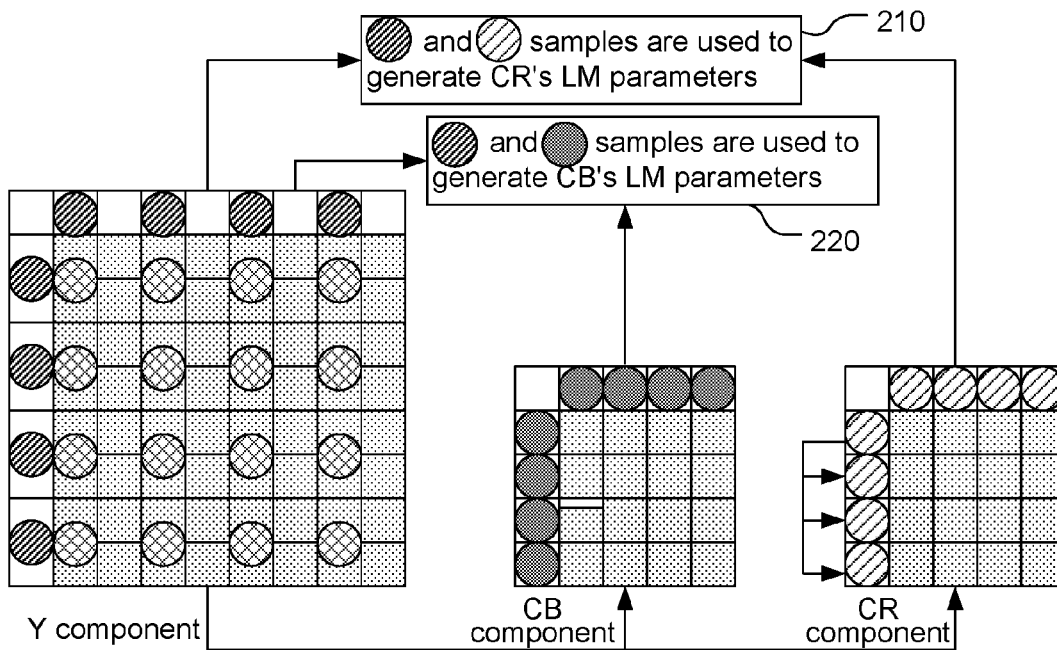 210
and samples are used to
generate CR's LM parameters
and samples are used to
generate CB's LM parameters
220
Y component
CB
component
CR
component